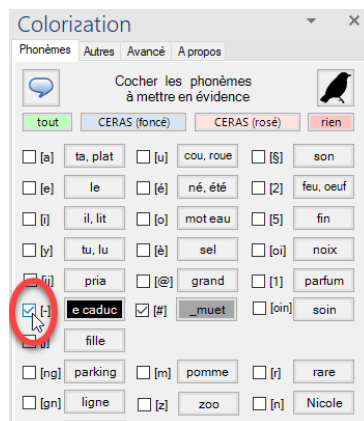 Colorization
Phonèmes Autres Avancé A propos
Cocher les phonèmes
à mettre en évidence
tout CERAS (foncé) CERAS (rosé) rien
[a] ta, plat [u] cou, roue [§] son
[e] le [é] né, été [2] feu, oeuf
[i] il, lit [o] mot eau [5] fin
[y] tu, lu [è] sel [oi] noix
[ij] pria [@] grand [1] parfum
[-] e caduc [#] _muet [oin] soin
[j] fille
[ng] parking [m] pomme [r] rare
[gn] ligne [z] zoo [n] Nicole